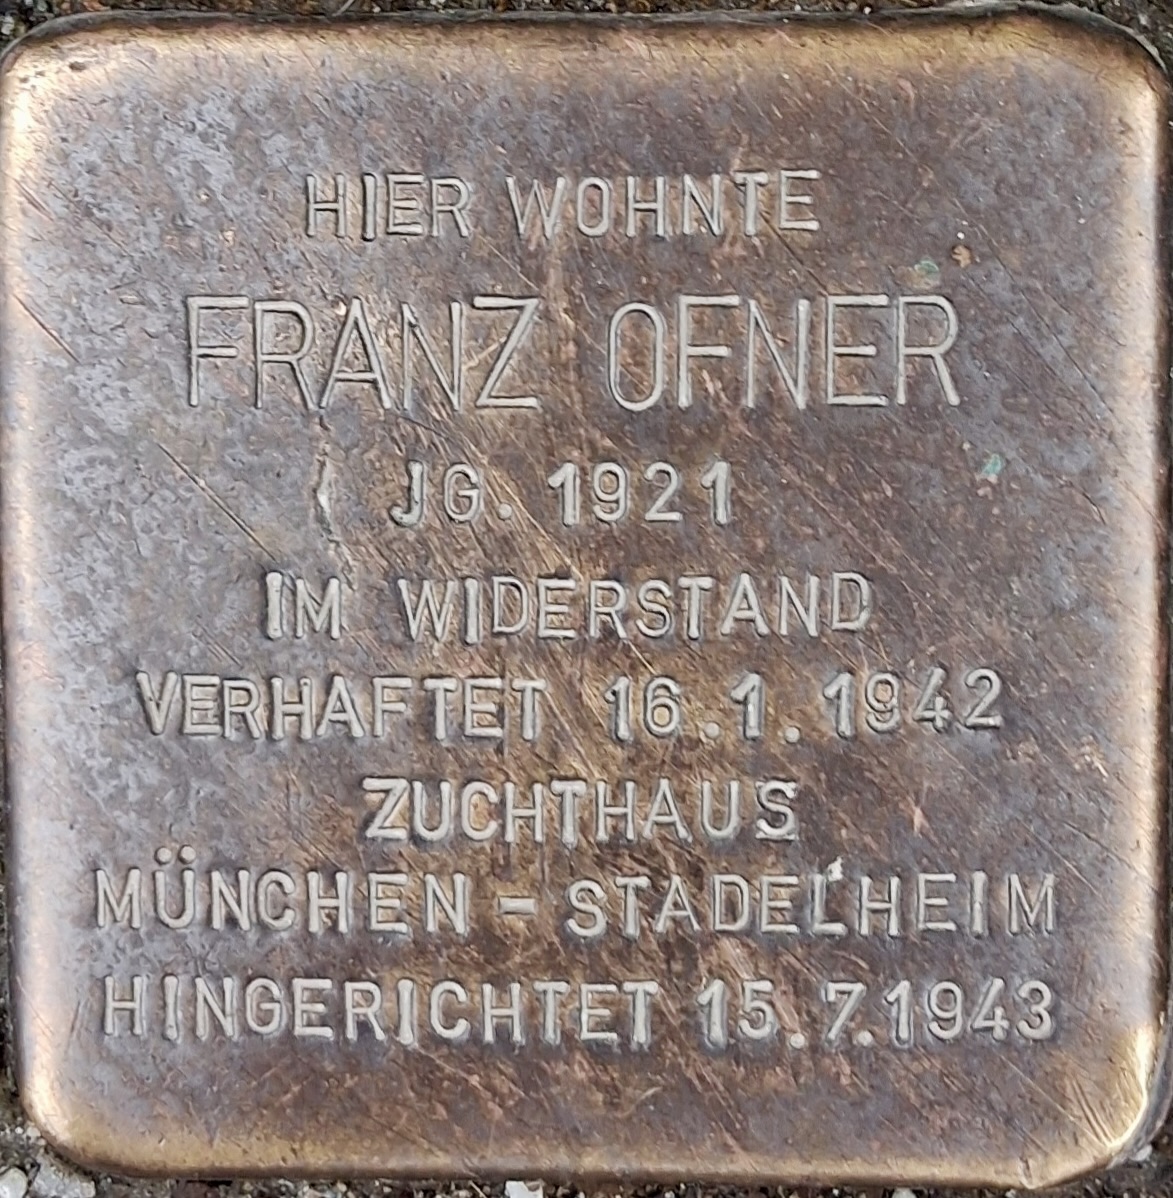 HIER WOHNTE
FRANZ OFNER
JG. 1921
IM WIDERSTAND
VERHAFTET 16.1.1942
ZUCHTHAUS
MÜNCHEN - STADELHEIM
HINGERICHTET 15.7.1943